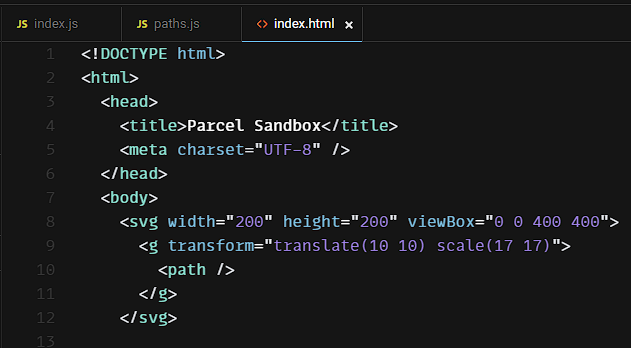 JS index.js JS paths.js <> index.html ×
1 <!DOCTYPE html>
2 <html>
3 <head>
4 <title>Parcel Sandbox</title>
5 <meta charset="UTF-8" />
6 </head>
7 <body>
8 <svg width="200" height="200" viewBox="0 0 400 400">
9 <g transform="translate(10 10) scale(17 17)">
10 <path />
11 </g>
12 </svg>
13